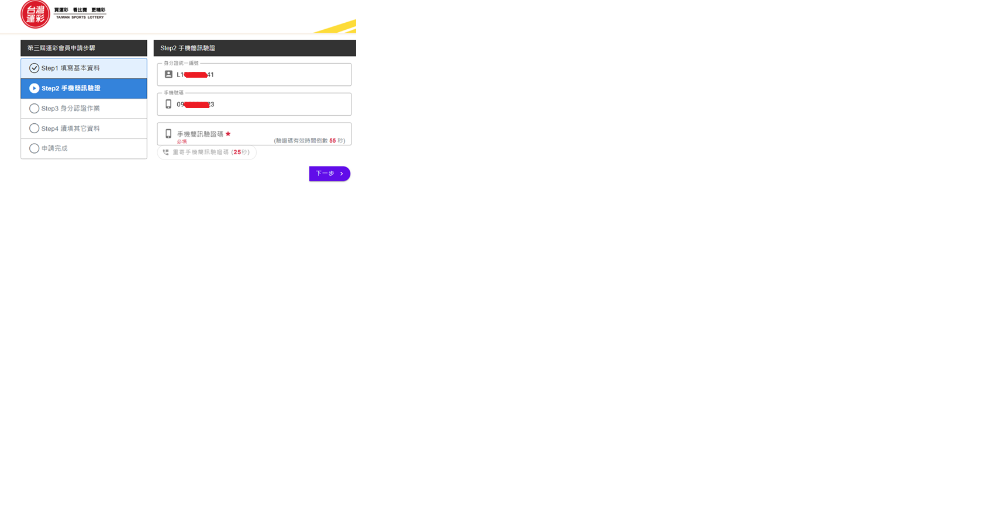 台灣
運彩
買運彩 看比賽 更精彩
TAIWAN SPORTS LOTTERY
第三屆運彩會員申請步驟
Step1 填寫基本資料
Step2 手機簡訊驗證
Step3 身分認證作業
Step4 續填其它資料
申請完成
Step2 手機簡訊驗證
身分證統一編號
L1 41
手機號碼
09 23
手機簡訊驗證碼 ★
必填
(驗證碼有效時間倒數 55 秒)
重寄手機簡訊驗證碼 (25秒)
下一步